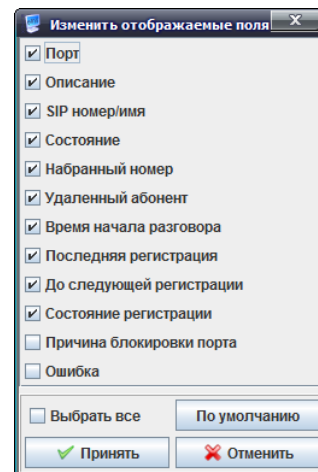 Изменить отображаемые поля
Порт
Описание
SIP номер/имя
Состояние
Набранный номер
Удаленный абонент
Время начала разговора
Последняя регистрация
До следующей регистрации
Состояние регистрации
Причина блокировки порта
Ошибка
Выбрать все По умолчанию
Принять Отменить